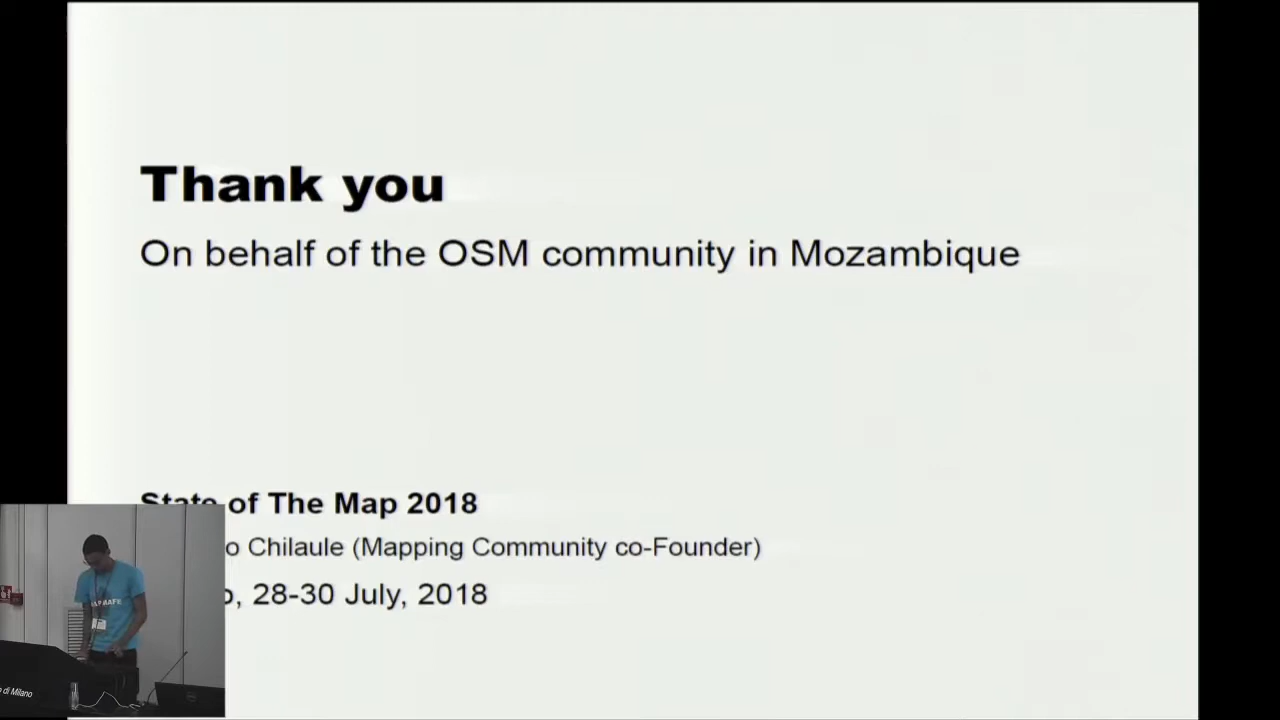 Thank you
On behalf of the OSM community in Mozambique
State of The Map 2018
Chilaule (Mapping Community co-Founder)
28-30 July, 2018
di Milano